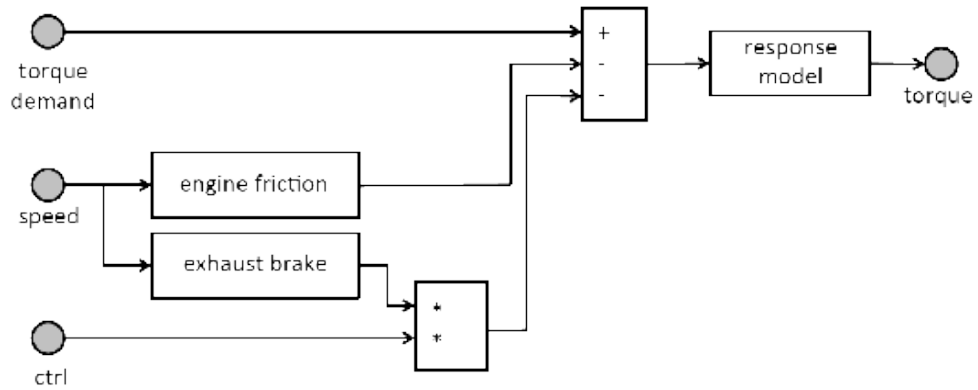 torque
demand
+
-
-
response
model
torque
engine friction
speed
exhaust brake
*
*
ctrl